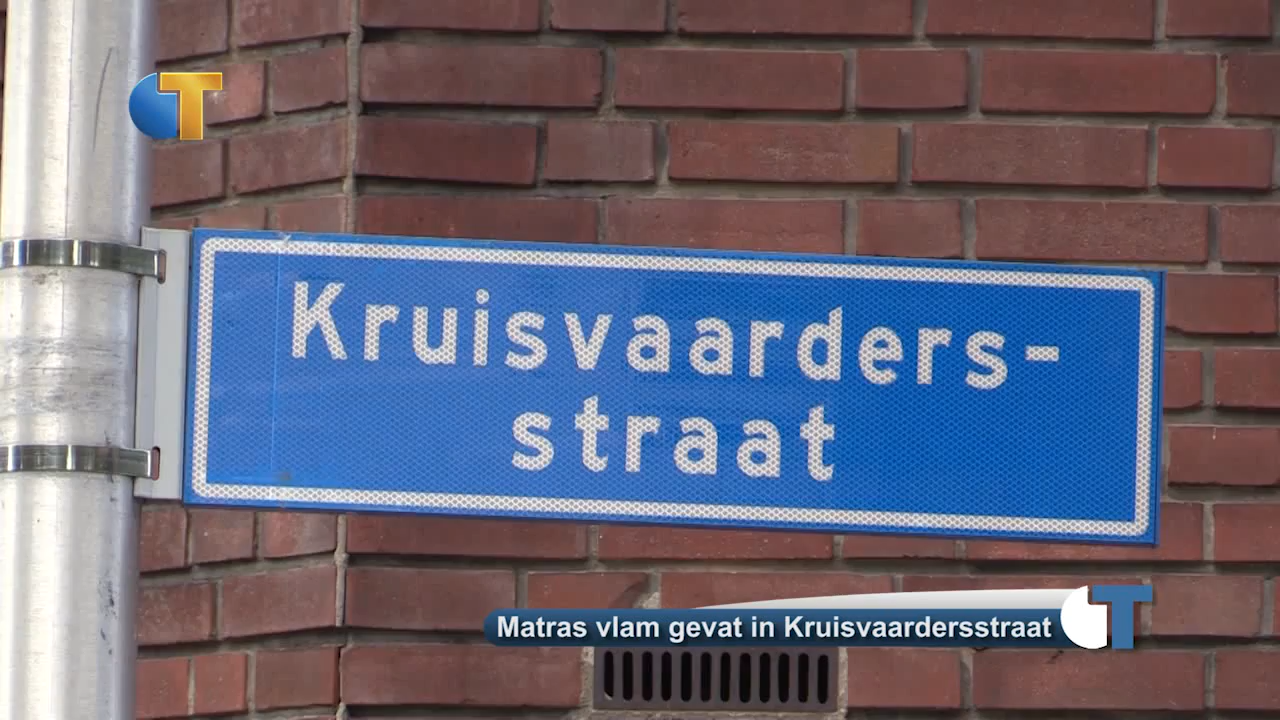 T
Kruisvaarders-
straat
Matras vlam gevat in Kruisvaardersstraat
T